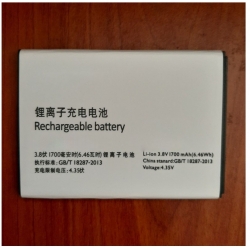 锂离子充电电池
Rechargeable battery
3.8伏 1700毫安时(6.46瓦时)锂离子电池
执行标准: GB/T 18287-2013
充电限制电压: 4.35伏
Li-ion 3.8V 1700 mAh(6.46Wh)
China stansard:GB/T 18287-2013
Voltage:4.35V